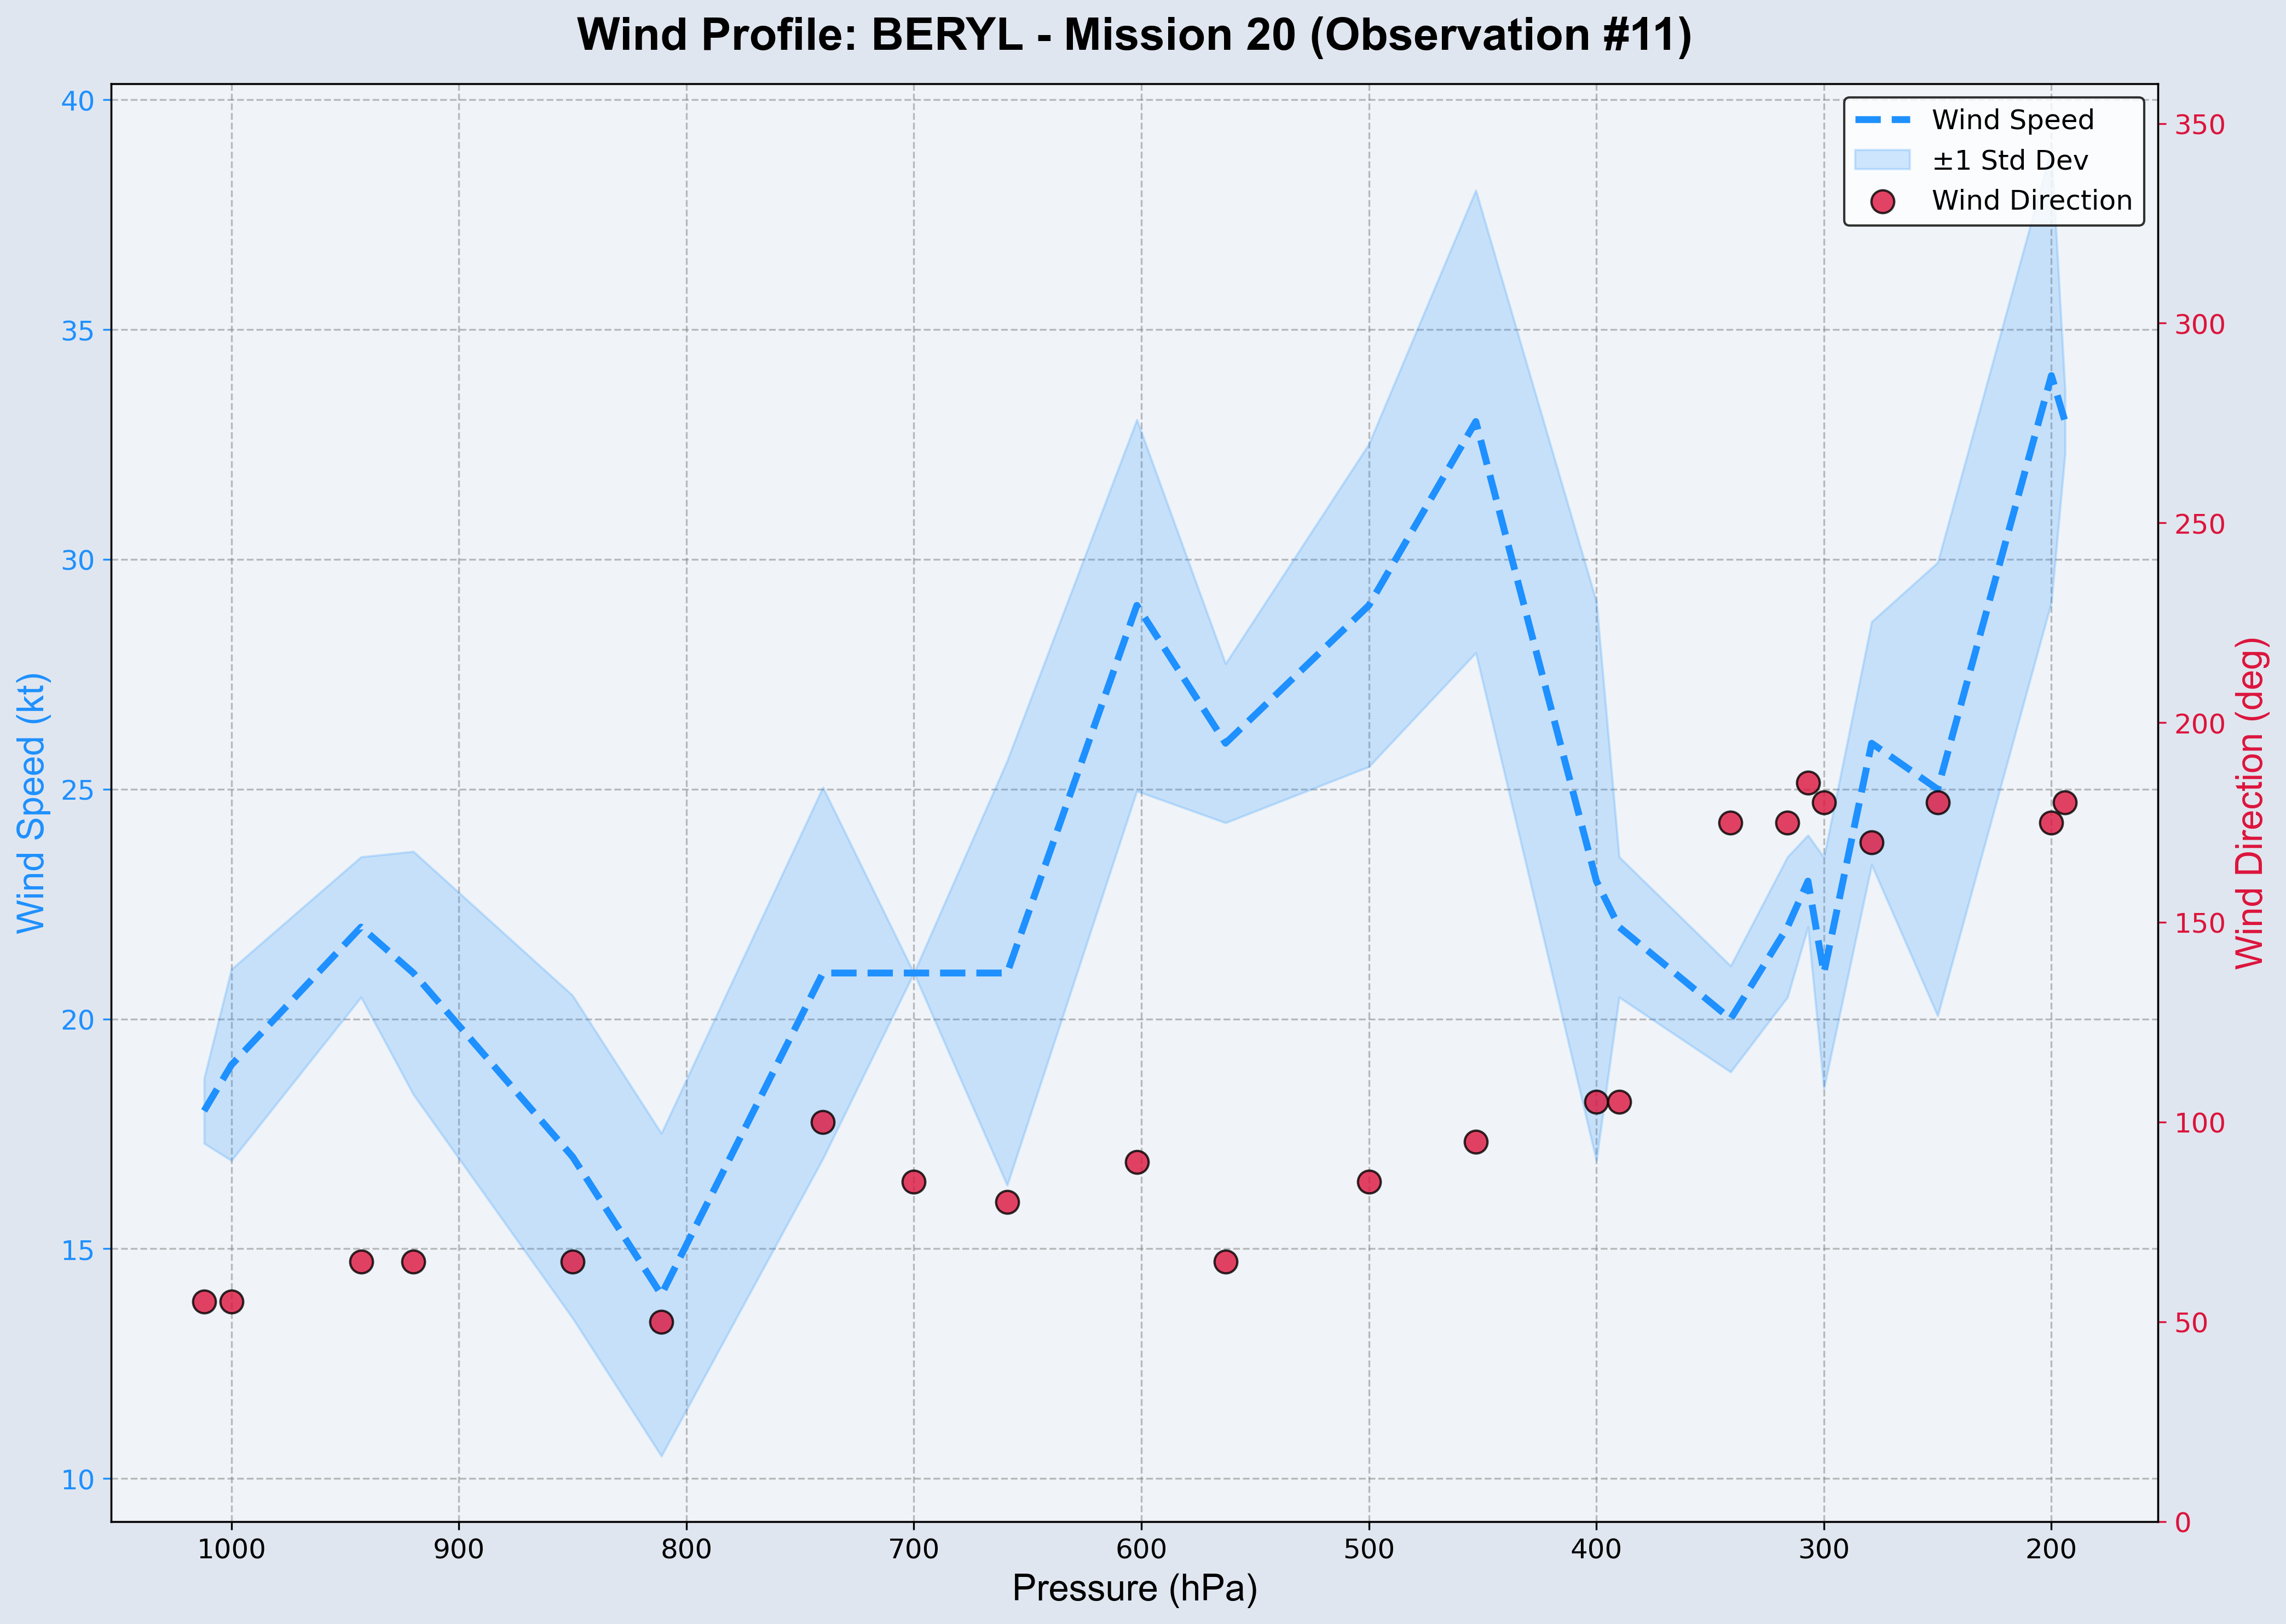 Wind Profile: BERYL - Mission 20 (Observation #11)
Wind Speed
±1 Std Dev
Wind Direction
Wind Speed (kt)
40
35
30
25
20
15
10
350
300
250
200
150
100
50
0
Wind Direction (deg)
1000 900 800 700 600 500 400 300 200
Pressure (hPa)